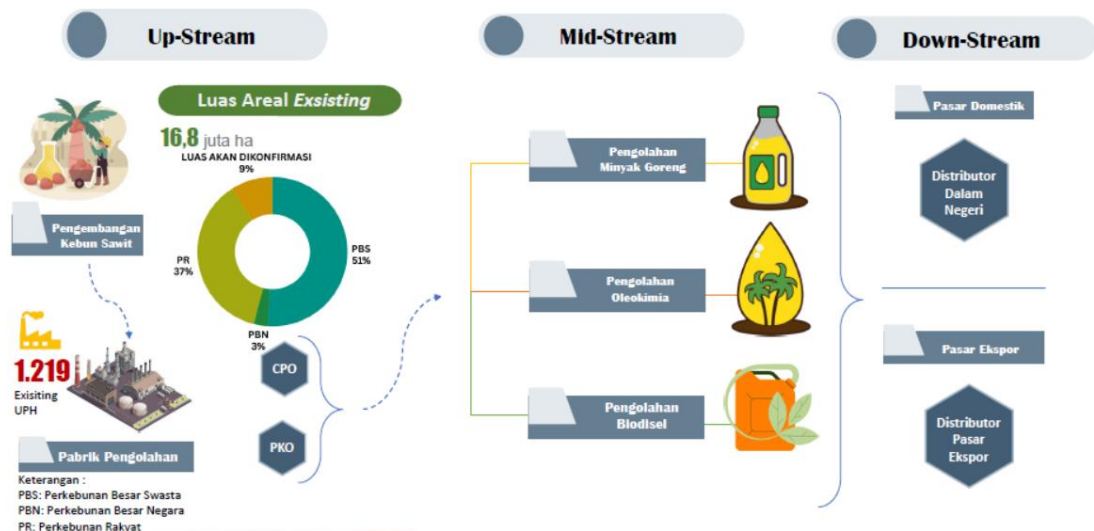 Up-Stream
Mid-Stream
Down-Stream
Luas Areal Exsisting
16,8 juta ha
LUAS AKAN DIKONFIRMASI
9%
PBS
51%
PR
37%
PBN
3%
Pengembangan
Kebun Sawit
1.219
Exisiting
UPH
Pabrik Pengolahan
CPO
PKO
Keterangan :
PBS: Perkebunan Besar Swasta
PBN: Perkebunan Besar Negara
PR: Perkebunan Rakyat
Pengolahan
Minyak Goreng
Pengolahan
Oleokimia
Pengolahan
Biodisel
Pasar Domestik
Distributor
Dalam
Negeri
Pasar Ekspor
Distributor
Pasar
Ekspor